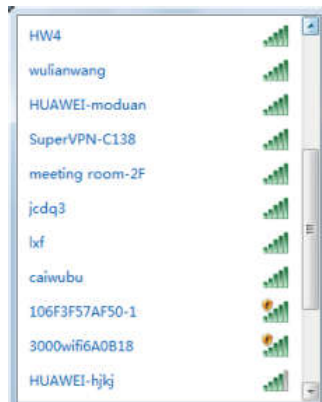 HW4
wulianwang
HUAWEI-moduan
SuperVPN-C138
meeting room-2F
jcdq3
lxf
caiwubu
106F3F57AF50-1
3000wifi6A0B18
HUAWEI-hjkj